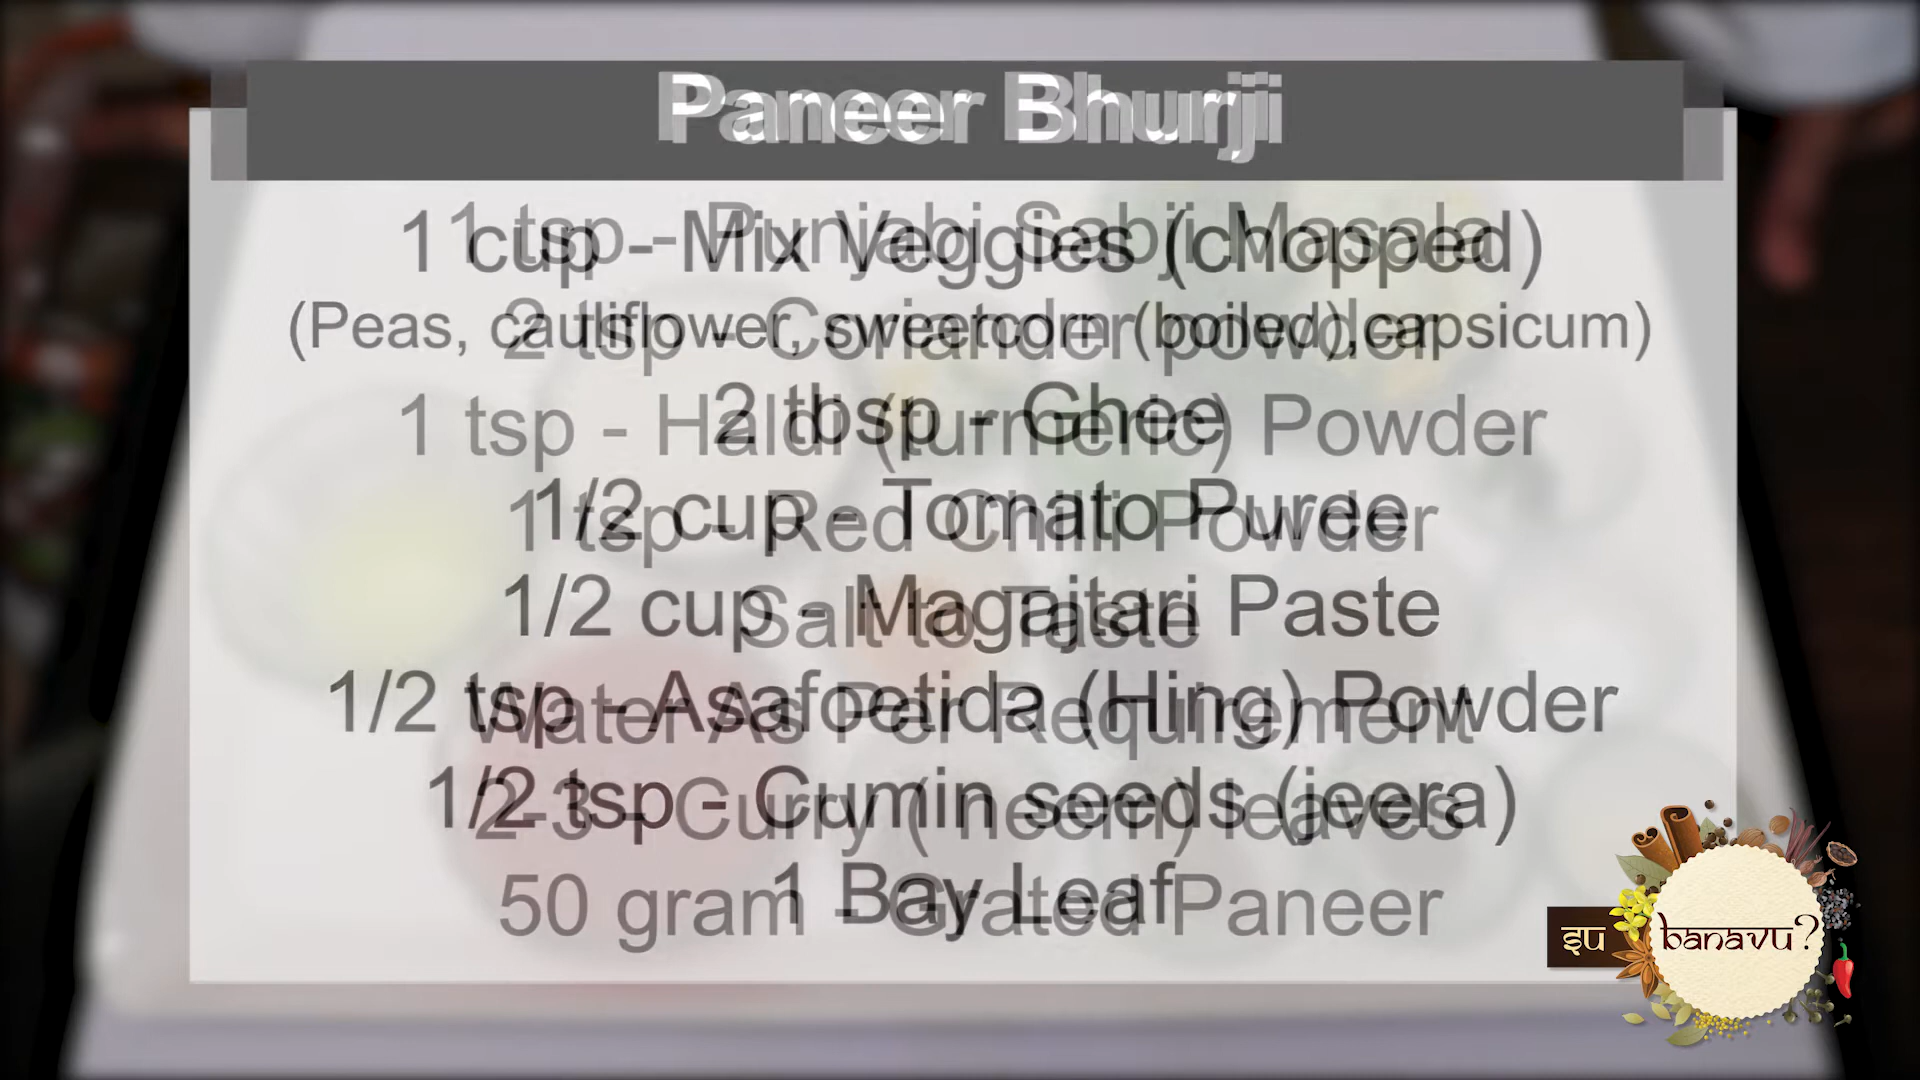 Paneer Bhurji
1 cup - Mix Veggies (chopped)
(Peas, cauliflower, sweetcorn (boiled),capsicum)
2 tbsp - Ghee
1/2 cup - Tomato Puree
1/2 cup - Magajtari Paste
1/2 tsp - Asafoetida (Hing) Powder
1/2 tsp - Cumin seeds (jeera)
1 Bay Leaf
1 tsp - Punjabi Sabji Masala
2 tsp - Coriander powder
1 tsp - Haldi (turmeric) Powder
1 tsp - Red Chilli Powder
Salt to Taste
Water As Per Requirement
2-3 - Curry ( neem) leaves
50 gram - Grated Paneer
su banavu?